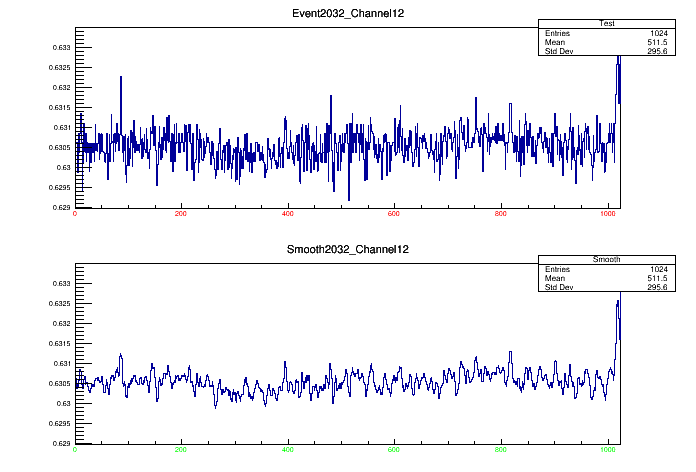 Event2032_Channel12
Test
Entries 1024
Mean 511.5
Std Dev 295.6
0.633
0.6325
0.632
0.6315
0.631
0.6305
0.63
0.6295
0.629
0 200 400 600 800 1000
Smooth2032_Channel12
Smooth
Entries 1024
Mean 511.5
Std Dev 295.6
0.633
0.6325
0.632
0.6315
0.631
0.6305
0.63
0.6295
0.629
0 200 400 600 800 1000